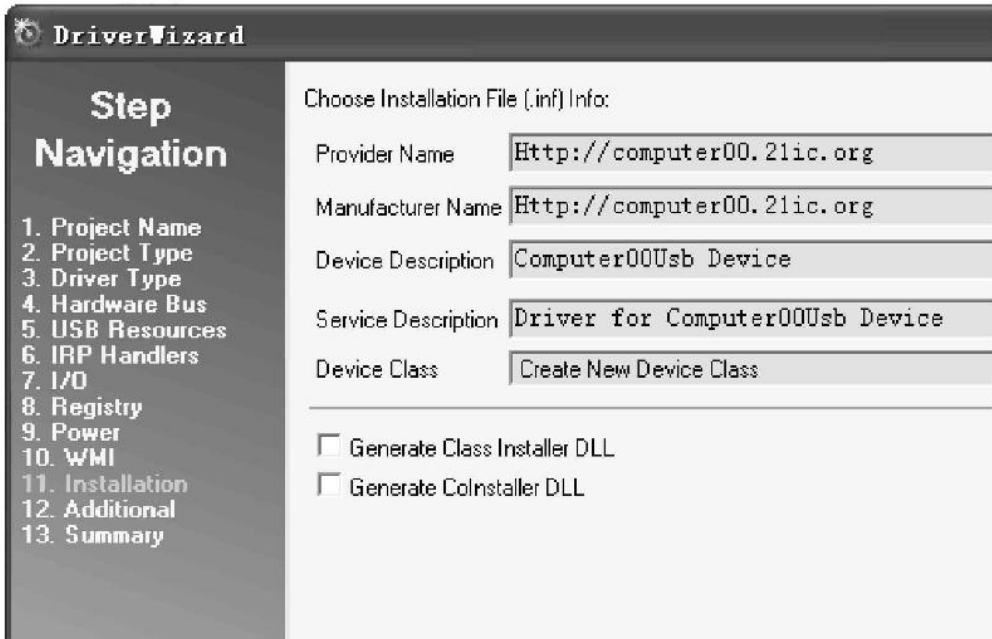 DriverWizard
Step
Navigation
1. Project Name
2. Project Type
3. Driver Type
4. Hardware Bus
5. USB Resources
6. IRP Handlers
7. I/O
8. Registry
9. Power
10. WMI
11. Installation
12. Additional
13. Summary
Choose Installation File (.inf) Info:
Provider Name Http://computer00.21ic.org
Manufacturer Name Http://computer00.21ic.org
Device Description Computer00Usb Device
Service Description Driver for Computer00Usb Device
Device Class Create New Device Class
Generate Class Installer DLL
Generate CoInstaller DLL